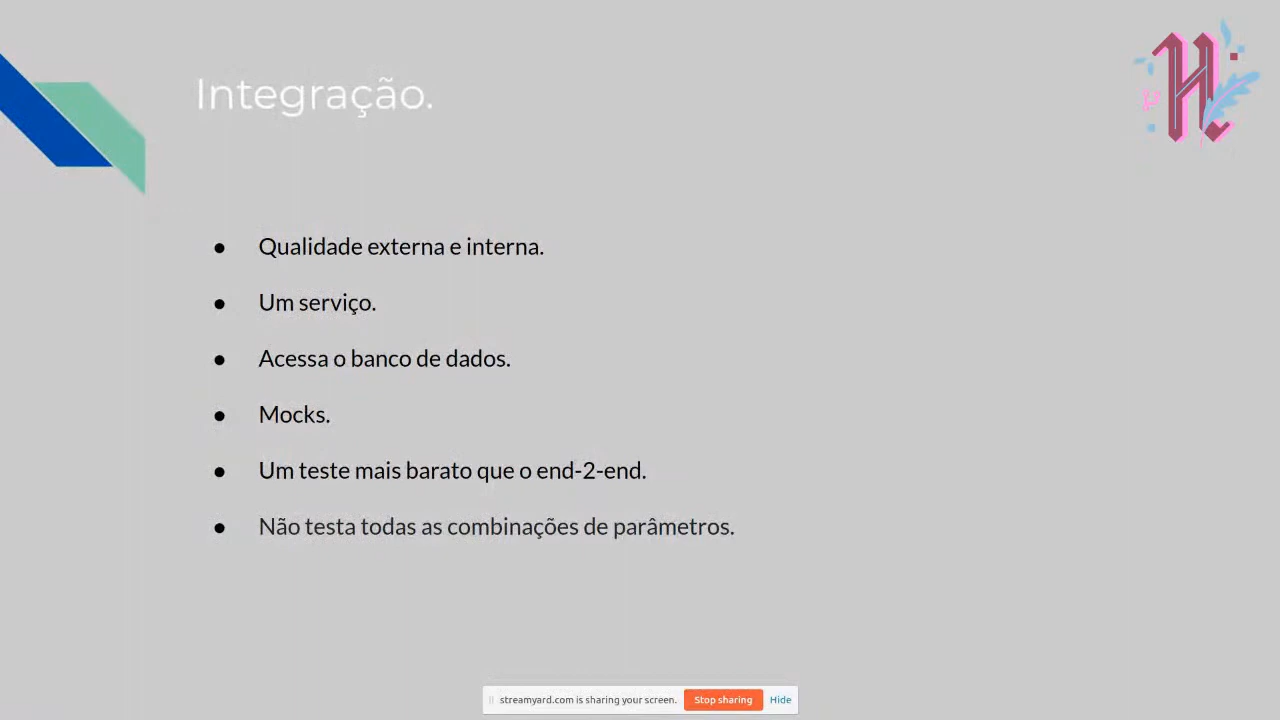 Integração.
● Qualidade externa e interna.
● Um serviço.
● Acessa o banco de dados.
● Mocks.
● Um teste mais barato que o end-2-end.
● Não testa todas as combinações de parâmetros.
streamyard.com is sharing your screen. Stop sharing Hide